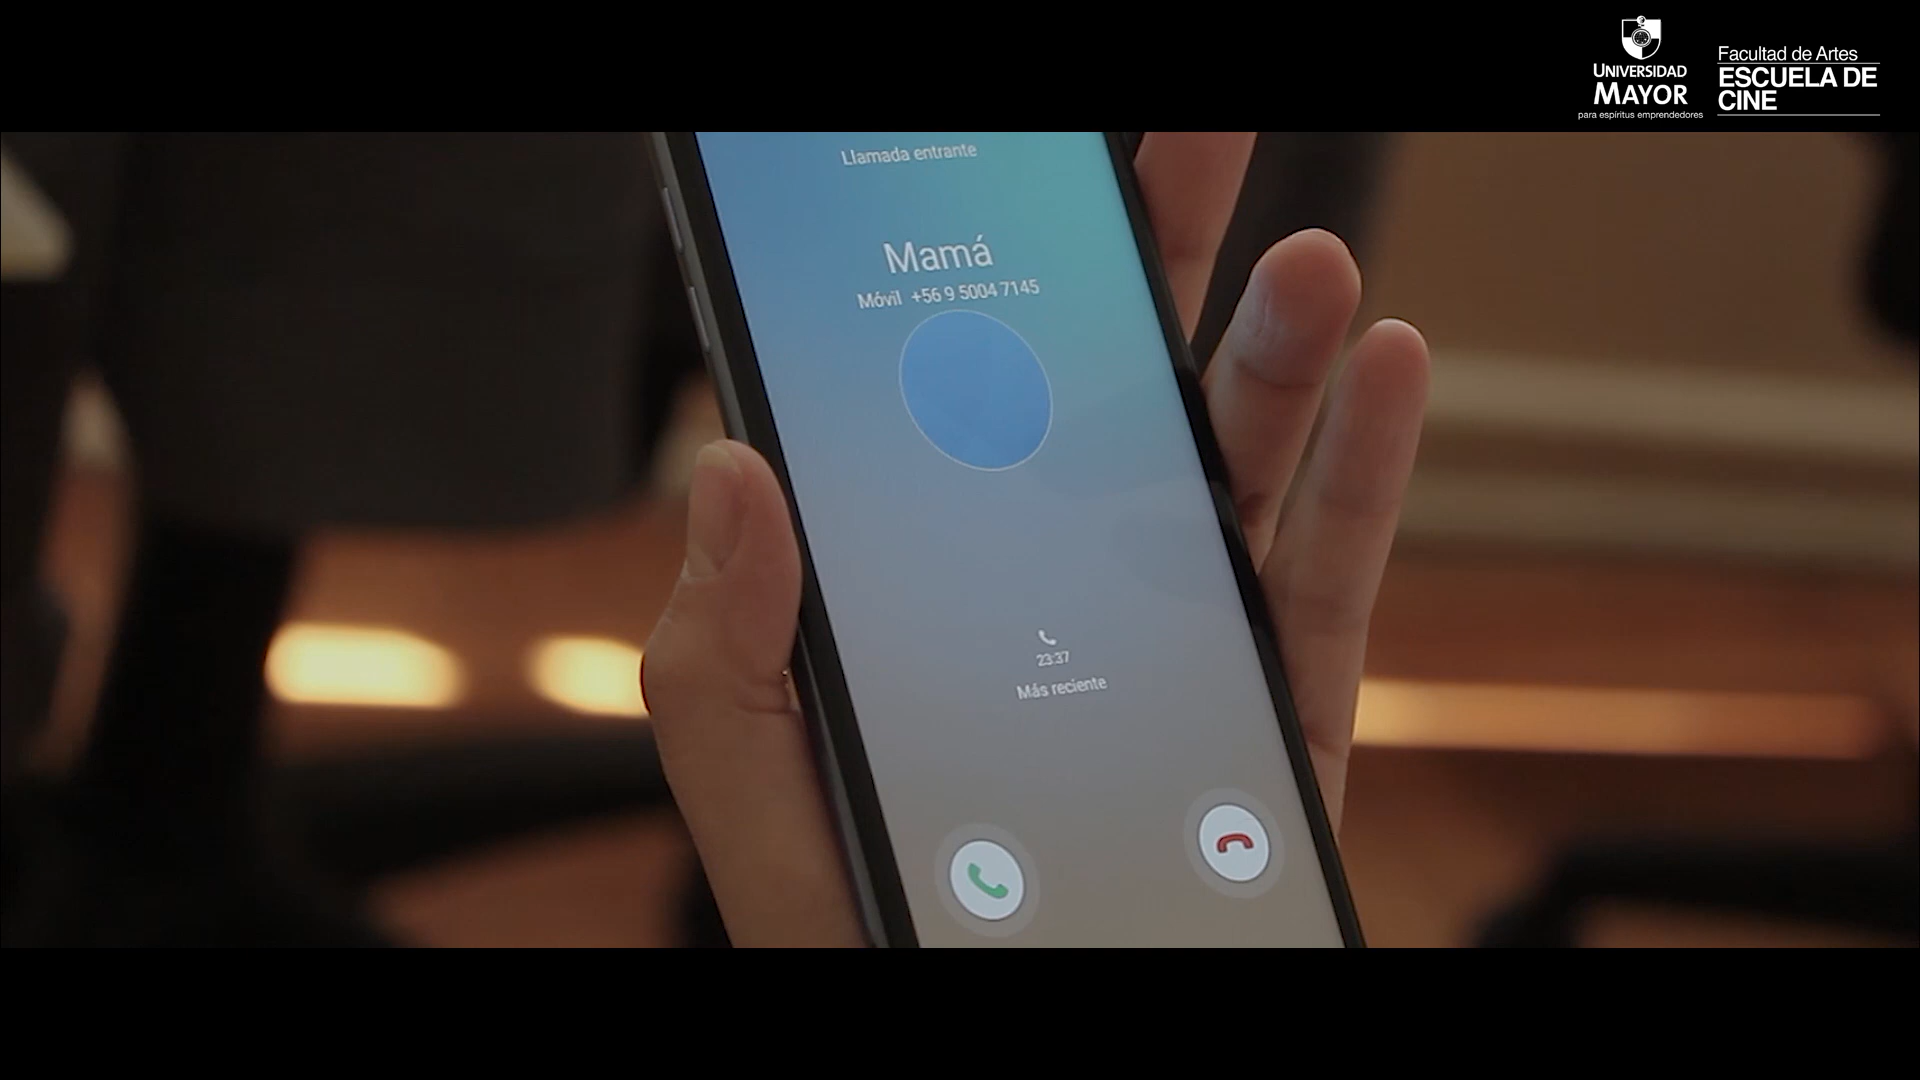 UNIVERSIDAD
MAYOR
para espíritus emprendedores
Facultad de Artes
ESCUELA DE
CINE
Llamada entrante
Mamá
Móvil +56 9 5004 7145
23:37
Más reciente